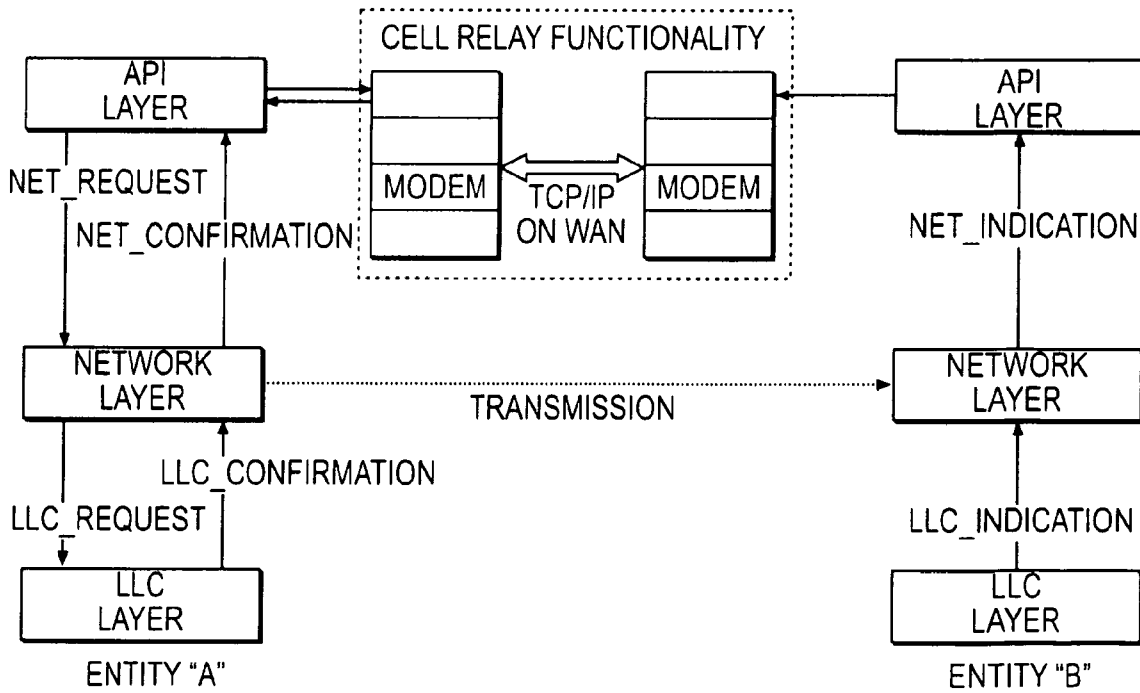 CELL RELAY FUNCTIONALITY
API
LAYER
API
LAYER
MODEM
MODEM
TCP/IP
ON WAN
NET_REQUEST
NET_CONFIRMATION
NET_INDICATION
NETWORK
LAYER
NETWORK
LAYER
TRANSMISSION
LLC_CONFIRMATION
LLC_REQUEST
LLC_INDICATION
LLC
LAYER
LLC
LAYER
ENTITY “A”
ENTITY “B”